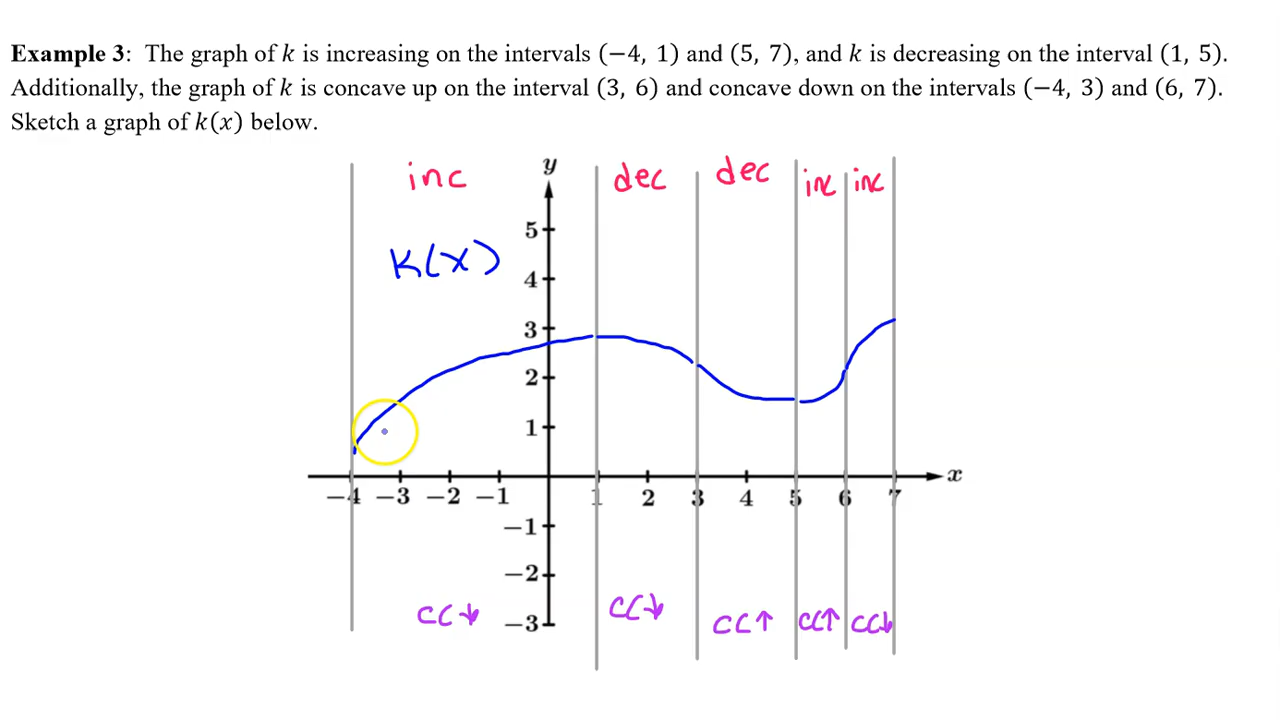 Example 3: The graph of k is increasing on the intervals (−4, 1) and (5, 7), and k is decreasing on the interval (1, 5).
Additionally, the graph of k is concave up on the interval (3, 6) and concave down on the intervals (−4, 3) and (6, 7).
Sketch a graph of k(x) below.
inc y dec dec inc inc
5
K(x)
4
3
2
1
x
−4 −3 −2 −1 1 2 3 4 5 6 7
−1
−2
CC↓ −3 CC↓ CC↑ CC↑ CC↓